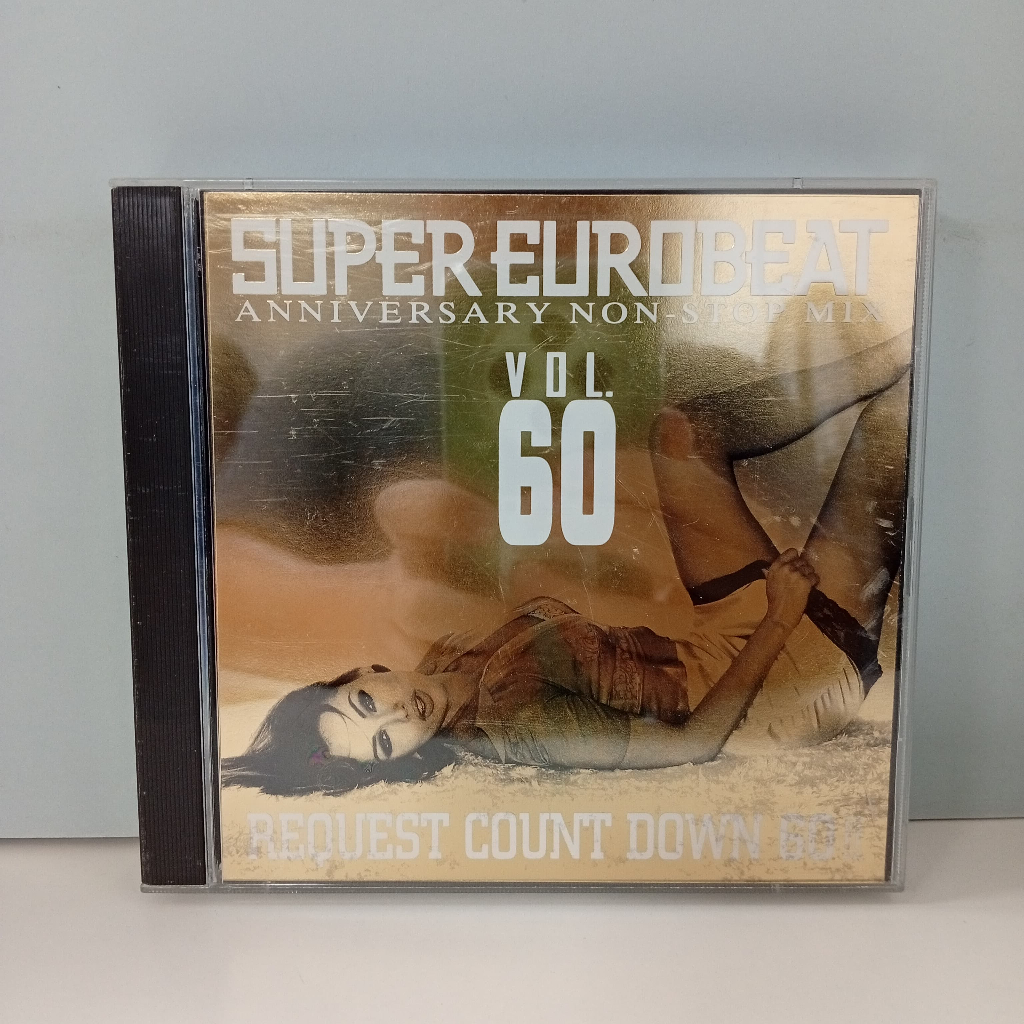 SUPER EUROBEAT
ANNIVERSARY NON-STOP MIX
VOL.
60
REQUEST COUNT DOWN 60!!